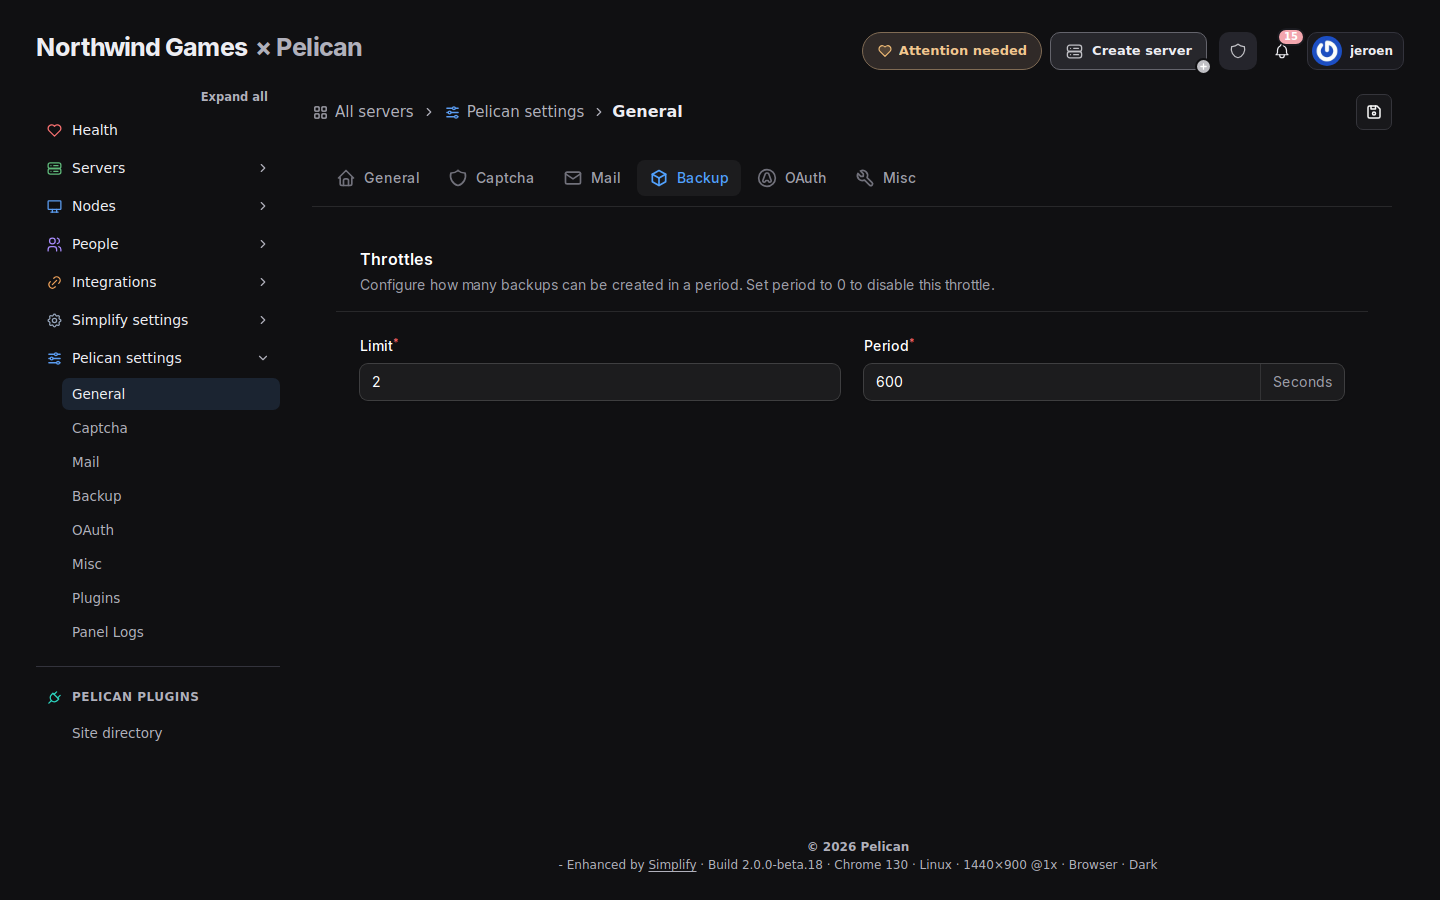 Northwind Games × Pelican
Attention needed
Create server
15
jeroen
Expand all
Health
Servers
Nodes
People
Integrations
Simplify settings
Pelican settings
General
Captcha
Mail
Backup
OAuth
Misc
Plugins
Panel Logs
PELICAN PLUGINS
Site directory
All servers > Pelican settings > General
General Captcha Mail Backup OAuth Misc
Throttles
Configure how many backups can be created in a period. Set period to 0 to disable this throttle.
Limit*
2
Period*
600 Seconds
© 2026 Pelican
- Enhanced by Simplify · Build 2.0.0-beta.18 · Chrome 130 · Linux · 1440×900 @1x · Browser · Dark